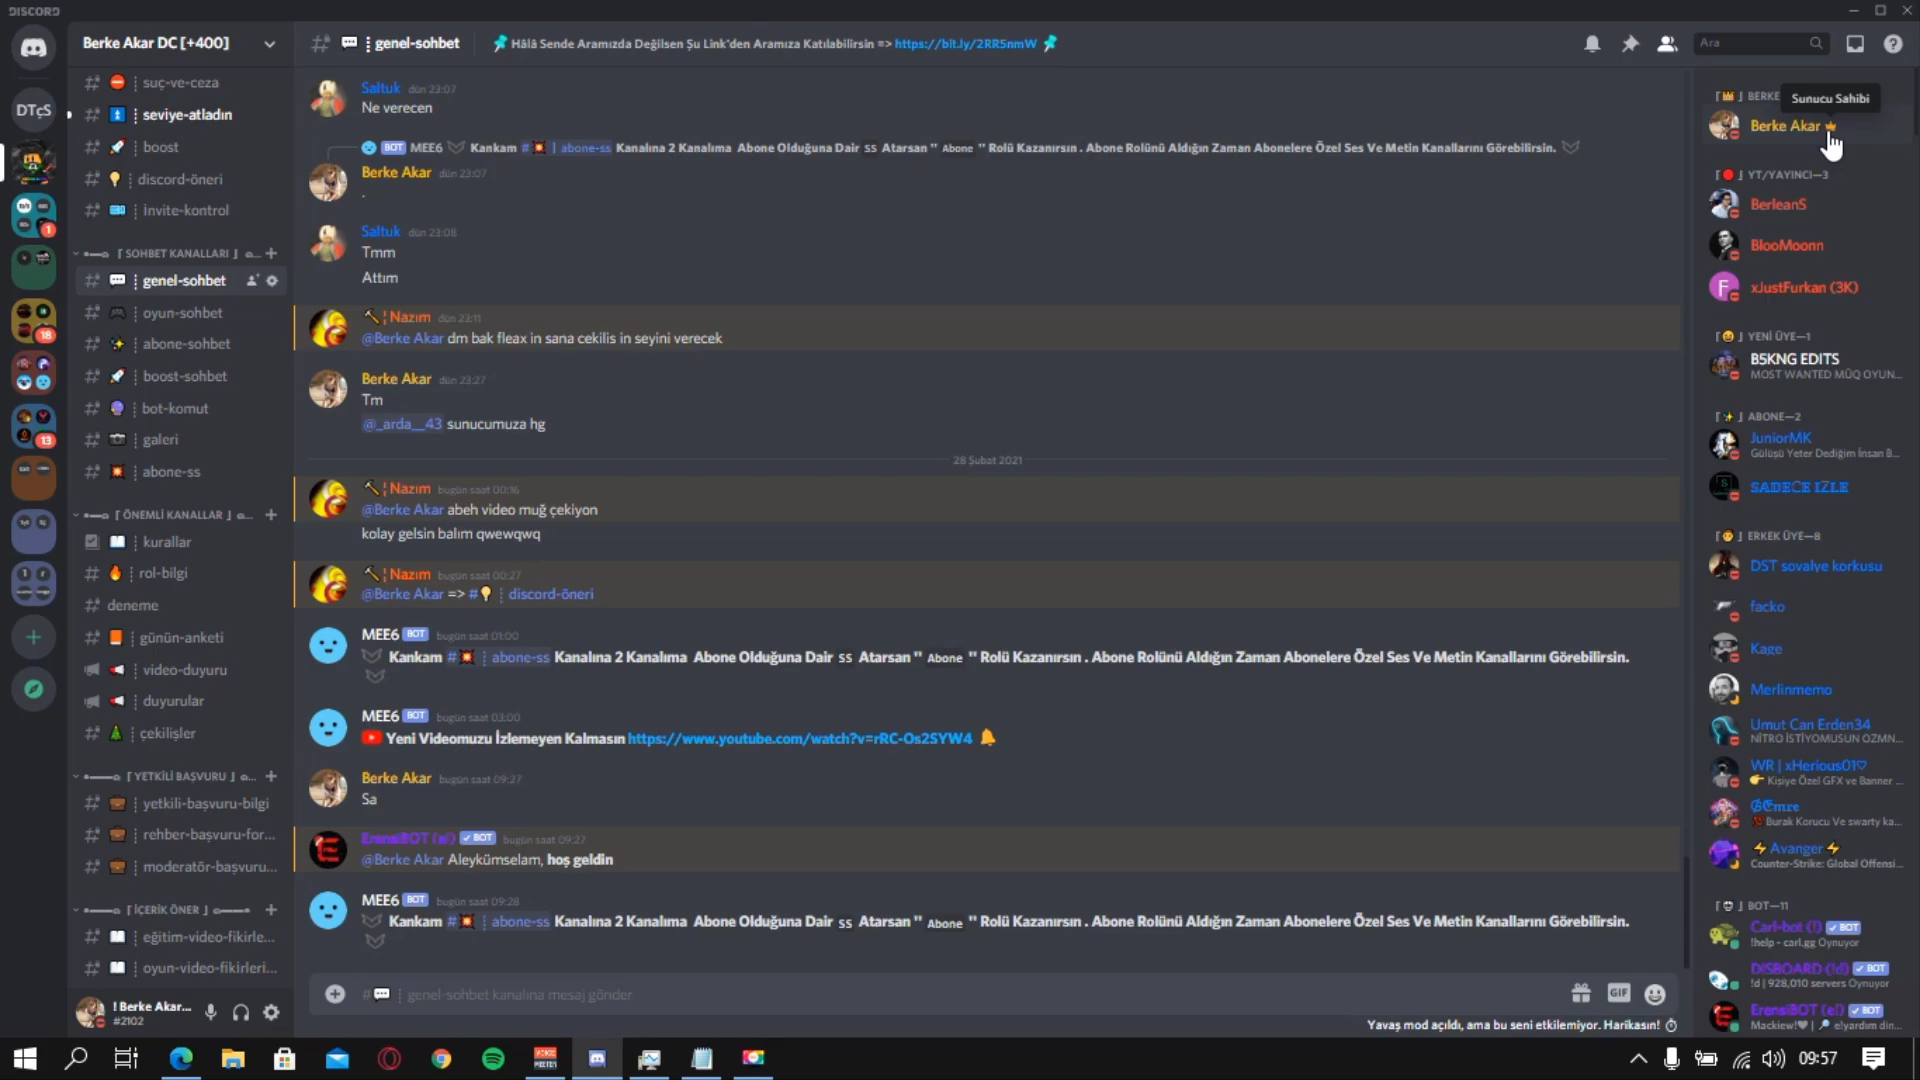 DISCORD
Berke Akar DC [+400]
genel-sohbet
Hâlâ Sende Aramızda Değilsen Şu Link'den Aramıza Katılabilirsin => https://bit.ly/2RR5nmW
Ara
DTçS
1
18
13
suç-ve-ceza
seviye-atladın
boost
discord-öneri
invite-kontrol
[ SOHBET KANALLARI ]
genel-sohbet
oyun-sohbet
abone-sohbet
boost-sohbet
bot-komut
galeri
abone-ss
[ ÖNEMLİ KANALLAR ]
kurallar
rol-bilgi
deneme
günün-anketi
video-duyuru
duyurular
çekilişler
[ YETKİLİ BAŞVURU ]
yetkili-başvuru-bilgi
rehber-başvuru-for...
moderatör-başvuru...
[ İÇERİK ÖNER ]
eğitim-video-fikirle...
oyun-video-fikirleri...
! Berke Akar...
#2102
Saltuk dün 23:07
Ne verecen
BOT MEE6 Kankam # | abone-ss Kanalına 2 Kanalıma Abone Olduğuna Dair SS Atarsan " Abone " Rolü Kazanırsın . Abone Rolünü Aldığın Zaman Abonelere Özel Ses Ve Metin Kanallarını Görebilirsin.
Berke Akar dün 23:07
.
Saltuk dün 23:08
Tmm
Attım
Nazım dün 23:11
@Berke Akar dm bak fleax in sana cekilis in seyini verecek
Berke Akar dün 23:27
Tm
@_arda__43 sunucumuza hg
28 Şubat 2021
Nazım bugün saat 00:16
@Berke Akar abeh video muğ çekiyon
kolay gelsin balım qwewqwq
Nazım bugün saat 00:27
@Berke Akar => # discord-öneri
MEE6 BOT bugün saat 01:00
Kankam # abone-ss Kanalına 2 Kanalıma Abone Olduğuna Dair SS Atarsan " Abone " Rolü Kazanırsın . Abone Rolünü Aldığın Zaman Abonelere Özel Ses Ve Metin Kanallarını Görebilirsin.
MEE6 BOT bugün saat 03:00
Yeni Videomuzu İzlemeyen Kalmasın https://www.youtube.com/watch?v=rRC-Os2SYW4
Berke Akar bugün saat 09:27
Sa
ErensiBOT (e!) BOT bugün saat 09:27
@Berke Akar Aleykümselam, hoş geldin
MEE6 BOT bugün saat 09:28
Kankam # abone-ss Kanalına 2 Kanalıma Abone Olduğuna Dair SS Atarsan " Abone " Rolü Kazanırsın . Abone Rolünü Aldığın Zaman Abonelere Özel Ses Ve Metin Kanallarını Görebilirsin.
genel-sohbet kanalına mesaj gönder
GIF
Yavaş mod açıldı, ama bu seni etkilemiyor. Harikasın!
[ ] BERKE
Sunucu Sahibi
Berke Akar
[ ] YT/YAYINCI—3
BerleanS
BlooMoonn
xJustFurkan (3K)
[ ] YENİ ÜYE—1
B5KNG EDITS
MOST WANTED MÜQ OYUN...
[ ] ABONE—2
JuniorMK
Gülüşü Yeter Dediğim İnsan B...
SADECE IZLE
[ ] ERKEK ÜYE—8
DST sovalye korkusu
facko
Kage
Merlinmemo
Umut Can Erden34
NİTRO İSTİYOMUSUN OZMN...
WR | xHerious01♡
Kişiye Özel GFX ve Banner ...
Emre
Burak Korucu Ve swarty ka...
Avanger
Counter-Strike: Global Offensi...
[ ] BOT—11
Carl-bot (!) BOT
!help - carl.gg Oynuyor
DISBOARD (!d) BOT
!d | 928,010 servers Oynuyor
ErensiBOT (e!) BOT
Mackiew!♥ | e!yardım din...
09:57